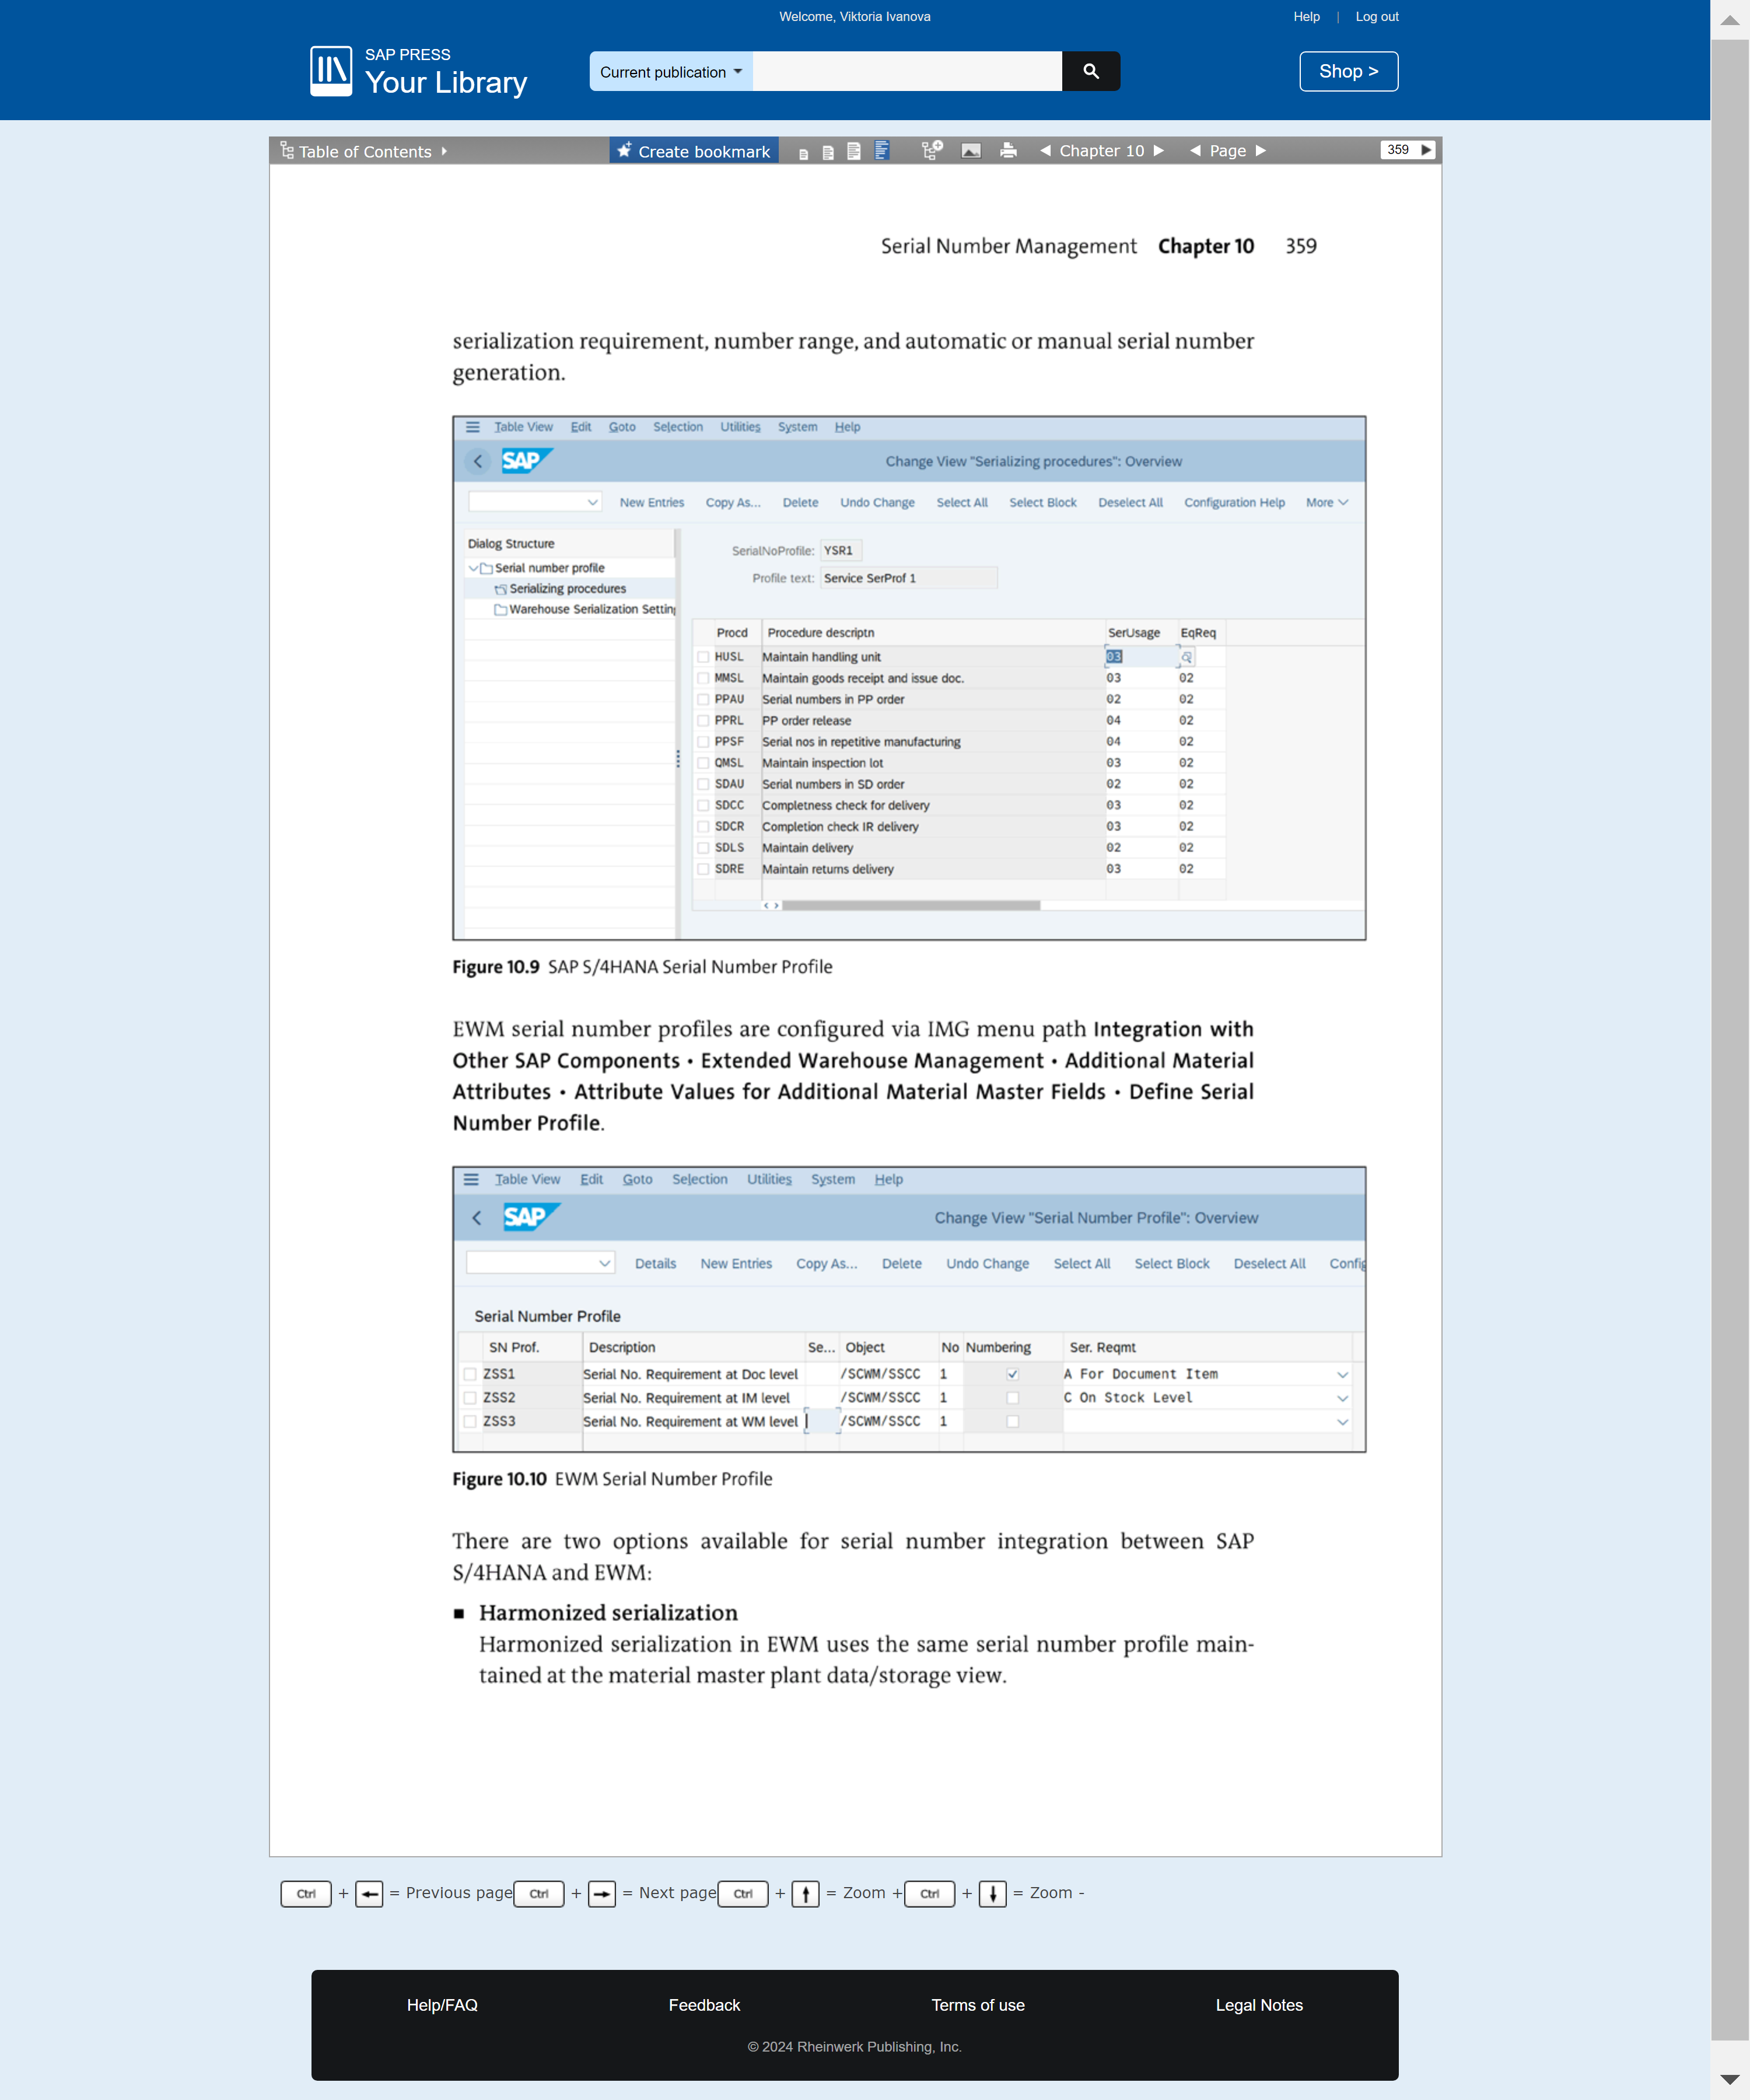 Welcome, Viktoria Ivanova
Help | Log out
SAP PRESS
Your Library
Current publication
Shop >
Table of Contents
Create bookmark
Chapter 10
Page
359
Serial Number Management Chapter 10 359
serialization requirement, number range, and automatic or manual serial number
generation.
Table View Edit Goto Selection Utilities System Help
SAP
Change View "Serializing procedures": Overview
New Entries Copy As... Delete Undo Change Select All Select Block Deselect All Configuration Help More
Dialog Structure
Serial number profile
Serializing procedures
Warehouse Serialization Settin
SerialNoProfile: YSR1
Profile text: Service SerProf 1
Procd Procedure descriptn SerUsage EqReq
HUSL Maintain handling unit 03
MMSL Maintain goods receipt and issue doc. 03 02
PPAU Serial numbers in PP order 02 02
PPRL PP order release 04 02
PPSF Serial nos in repetitive manufacturing 04 02
QMSL Maintain inspection lot 03 02
SDAU Serial numbers in SD order 02 02
SDCC Completness check for delivery 03 02
SDCR Completion check IR delivery 03 02
SDLS Maintain delivery 02 02
SDRE Maintain returns delivery 03 02
Figure 10.9 SAP S/4HANA Serial Number Profile
EWM serial number profiles are configured via IMG menu path Integration with
Other SAP Components • Extended Warehouse Management • Additional Material
Attributes • Attribute Values for Additional Material Master Fields • Define Serial
Number Profile.
Table View Edit Goto Selection Utilities System Help
SAP
Change View "Serial Number Profile": Overview
Details New Entries Copy As... Delete Undo Change Select All Select Block Deselect All Config
Serial Number Profile
SN Prof. Description Se... Object No Numbering Ser. Reqmt
ZSS1 Serial No. Requirement at Doc level /SCWM/SSCC 1 A For Document Item
ZSS2 Serial No. Requirement at IM level /SCWM/SSCC 1 C On Stock Level
ZSS3 Serial No. Requirement at WM level /SCWM/SSCC 1
Figure 10.10 EWM Serial Number Profile
There are two options available for serial number integration between SAP
S/4HANA and EWM:
■ Harmonized serialization
Harmonized serialization in EWM uses the same serial number profile main-
tained at the material master plant data/storage view.
Ctrl + ← = Previous page Ctrl + → = Next page Ctrl + ↑ = Zoom + Ctrl + ↓ = Zoom -
Help/FAQ Feedback Terms of use Legal Notes
© 2024 Rheinwerk Publishing, Inc.